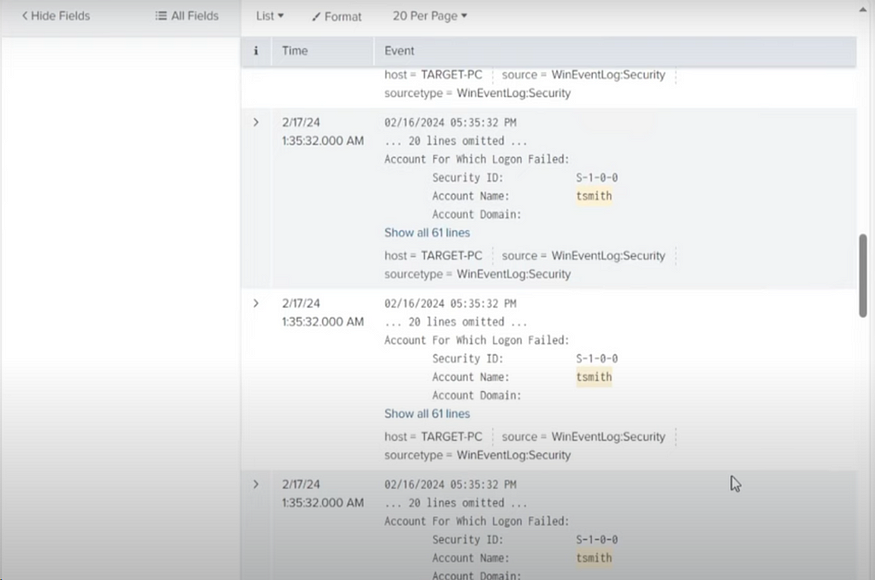 Hide Fields All Fields List Format 20 Per Page
i Time Event
host = TARGET-PC source = WinEventLog:Security
sourcetype = WinEventLog:Security
2/17/24 02/16/2024 05:35:32 PM
1:35:32.000 AM ... 20 lines omitted ...
Account For Which Logon Failed:
Security ID: S-1-0-0
Account Name: tsmith
Account Domain:
Show all 61 lines
host = TARGET-PC source = WinEventLog:Security
sourcetype = WinEventLog:Security
2/17/24 02/16/2024 05:35:32 PM
1:35:32.000 AM ... 20 lines omitted ...
Account For Which Logon Failed:
Security ID: S-1-0-0
Account Name: tsmith
Account Domain:
Show all 61 lines
host = TARGET-PC source = WinEventLog:Security
sourcetype = WinEventLog:Security
2/17/24 02/16/2024 05:35:32 PM
1:35:32.000 AM ... 20 lines omitted ...
Account For Which Logon Failed:
Security ID: S-1-0-0
Account Name: tsmith
Account Domain: